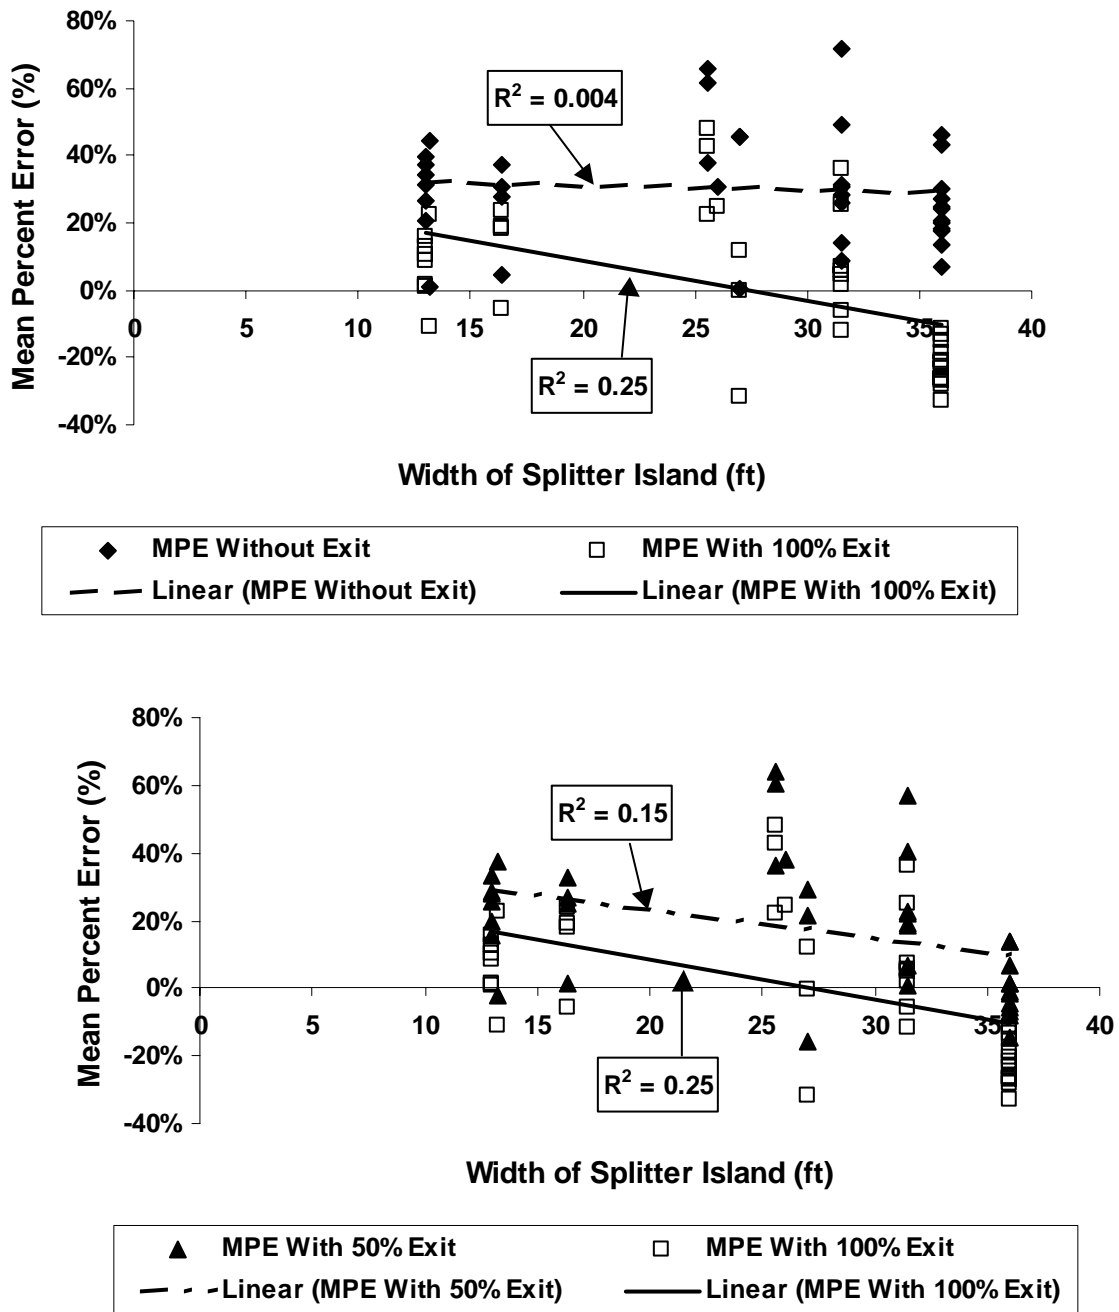 80%
60%
40%
20%
0%
-20%
-40%
Mean Percent Error (%)
R² = 0.004
0 5 10 15 20 25 30 35 40
R² = 0.25
Width of Splitter Island (ft)
MPE Without Exit
MPE With 100% Exit
Linear (MPE Without Exit)
Linear (MPE With 100% Exit)
80%
60%
40%
20%
0%
-20%
-40%
Mean Percent Error (%)
R² = 0.15
0 5 10 15 20 25 30 35 40
R² = 0.25
Width of Splitter Island (ft)
MPE With 50% Exit
MPE With 100% Exit
Linear (MPE With 50% Exit)
Linear (MPE With 100% Exit)